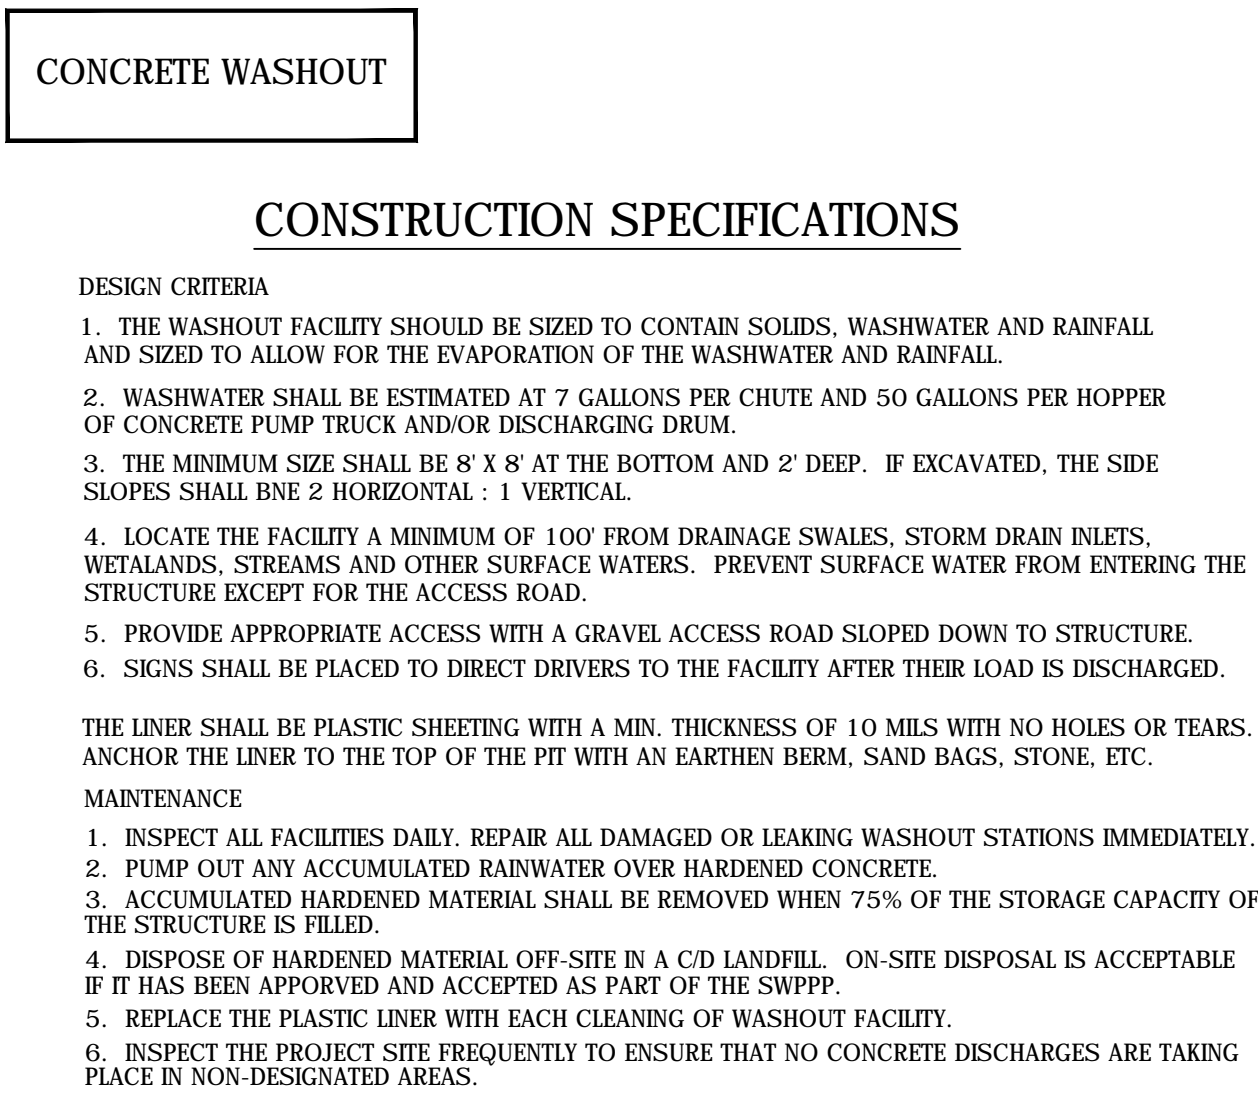 CONCRETE WASHOUT
CONSTRUCTION SPECIFICATIONS
DESIGN CRITERIA
1. THE WASHOUT FACILITY SHOULD BE SIZED TO CONTAIN SOLIDS, WASHWATER AND RAINFALL
AND SIZED TO ALLOW FOR THE EVAPORATION OF THE WASHWATER AND RAINFALL.
2. WASHWATER SHALL BE ESTIMATED AT 7 GALLONS PER CHUTE AND 50 GALLONS PER HOPPER
OF CONCRETE PUMP TRUCK AND/OR DISCHARGING DRUM.
3. THE MINIMUM SIZE SHALL BE 8' X 8' AT THE BOTTOM AND 2' DEEP. IF EXCAVATED, THE SIDE
SLOPES SHALL BNE 2 HORIZONTAL : 1 VERTICAL.
4. LOCATE THE FACILITY A MINIMUM OF 100' FROM DRAINAGE SWALES, STORM DRAIN INLETS,
WETALANDS, STREAMS AND OTHER SURFACE WATERS. PREVENT SURFACE WATER FROM ENTERING THE
STRUCTURE EXCEPT FOR THE ACCESS ROAD.
5. PROVIDE APPROPRIATE ACCESS WITH A GRAVEL ACCESS ROAD SLOPED DOWN TO STRUCTURE.
6. SIGNS SHALL BE PLACED TO DIRECT DRIVERS TO THE FACILITY AFTER THEIR LOAD IS DISCHARGED.
THE LINER SHALL BE PLASTIC SHEETING WITH A MIN. THICKNESS OF 10 MILS WITH NO HOLES OR TEARS.
ANCHOR THE LINER TO THE TOP OF THE PIT WITH AN EARTHEN BERM, SAND BAGS, STONE, ETC.
MAINTENANCE
1. INSPECT ALL FACILITIES DAILY. REPAIR ALL DAMAGED OR LEAKING WASHOUT STATIONS IMMEDIATELY.
2. PUMP OUT ANY ACCUMULATED RAINWATER OVER HARDENED CONCRETE.
3. ACCUMULATED HARDENED MATERIAL SHALL BE REMOVED WHEN 75% OF THE STORAGE CAPACITY OF
THE STRUCTURE IS FILLED.
4. DISPOSE OF HARDENED MATERIAL OFF-SITE IN A C/D LANDFILL. ON-SITE DISPOSAL IS ACCEPTABLE
IF IT HAS BEEN APPORVED AND ACCEPTED AS PART OF THE SWPPP.
5. REPLACE THE PLASTIC LINER WITH EACH CLEANING OF WASHOUT FACILITY.
6. INSPECT THE PROJECT SITE FREQUENTLY TO ENSURE THAT NO CONCRETE DISCHARGES ARE TAKING
PLACE IN NON-DESIGNATED AREAS.